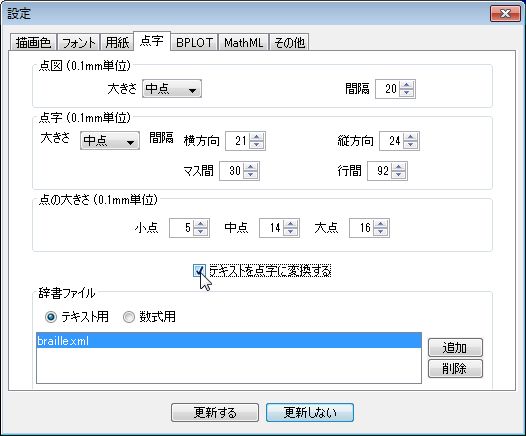 設定
描画色 フォント 用紙 点字 BPLOT MathML その他
点図 (0.1mm単位)
大きさ 中点 間隔 20
点字 (0.1mm単位)
大きさ 中点 間隔 横方向 21 縦方向 24
マス間 30 行間 92
点の大きさ (0.1mm単位)
小点 5 中点 14 大点 16
テキストを点字に変換する
辞書ファイル
テキスト用 数式用
braille.xml
追加
削除
更新する 更新しない